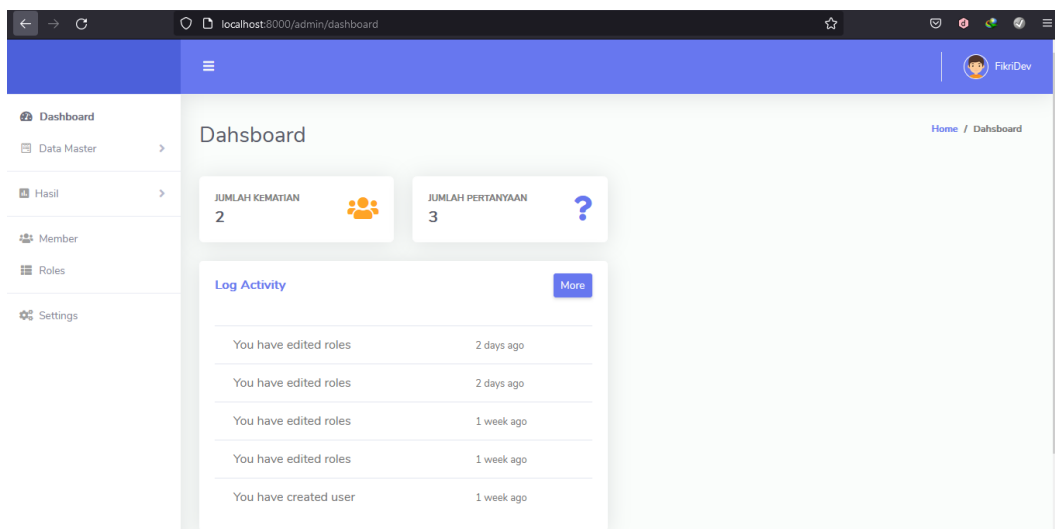 localhost:8000/admin/dashboard
FikriDev
Dashboard
Data Master
Hasil
Member
Roles
Settings
Dahsboard
Home / Dahsboard
JUMLAH KEMATIAN
2
JUMLAH PERTANYAAN
3
Log Activity
More
You have edited roles 2 days ago
You have edited roles 2 days ago
You have edited roles 1 week ago
You have edited roles 1 week ago
You have created user 1 week ago